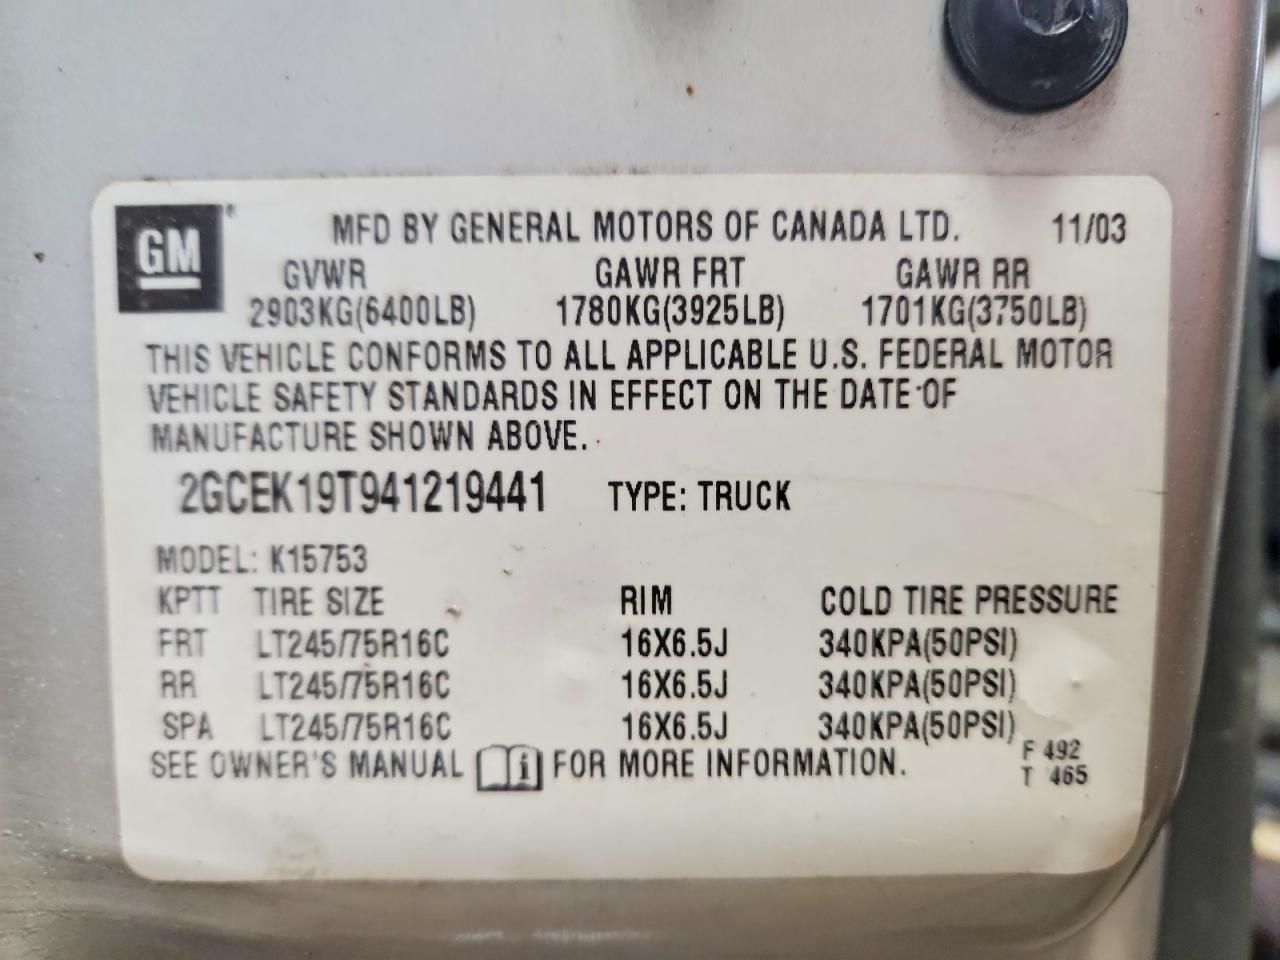 GM® MFD BY GENERAL MOTORS OF CANADA LTD. 11/03
GVWR GAWR FRT GAWR RR
2903KG(6400LB) 1780KG(3925LB) 1701KG(3750LB)
THIS VEHICLE CONFORMS TO ALL APPLICABLE U.S. FEDERAL MOTOR
VEHICLE SAFETY STANDARDS IN EFFECT ON THE DATE OF
MANUFACTURE SHOWN ABOVE.
2GCEK19T941219441 TYPE: TRUCK
MODEL: K15753
KPTT TIRE SIZE RIM COLD TIRE PRESSURE
FRT LT245/75R16C 16X6.5J 340KPA(50PSI)
RR LT245/75R16C 16X6.5J 340KPA(50PSI)
SPA LT245/75R16C 16X6.5J 340KPA(50PSI)
SEE OWNER'S MANUAL i FOR MORE INFORMATION.
F 492
T 465